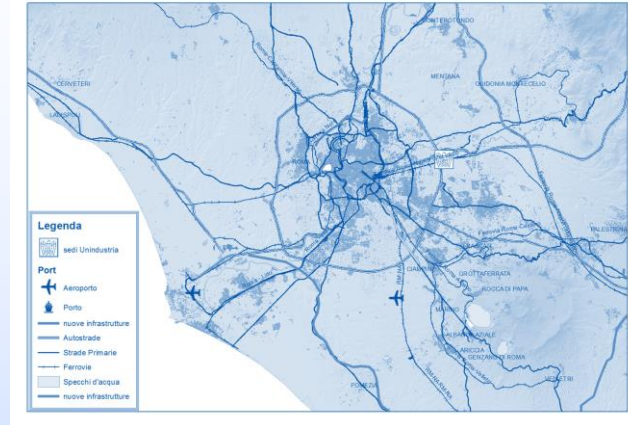 MONTEROTONDO
MENTANA
GUIDONIA MONTECELIO
CERVETERI
LADISPOLI
PALESTRINA
FRASCATI
CIAMPINO
GROTTAFERRATA
ROCCA DI PAPA
MARINO
ALBANO LAZIALE
ARICCIA
GENZANO DI ROMA
VELLETRI
POMEZIA
Legenda
sedi Unindustria
Port
Aeroporto
Porto
nuove infrastrutture
Autostrade
Strade Primarie
Ferrovie
Specchi d'acqua
nuove infrastrutture